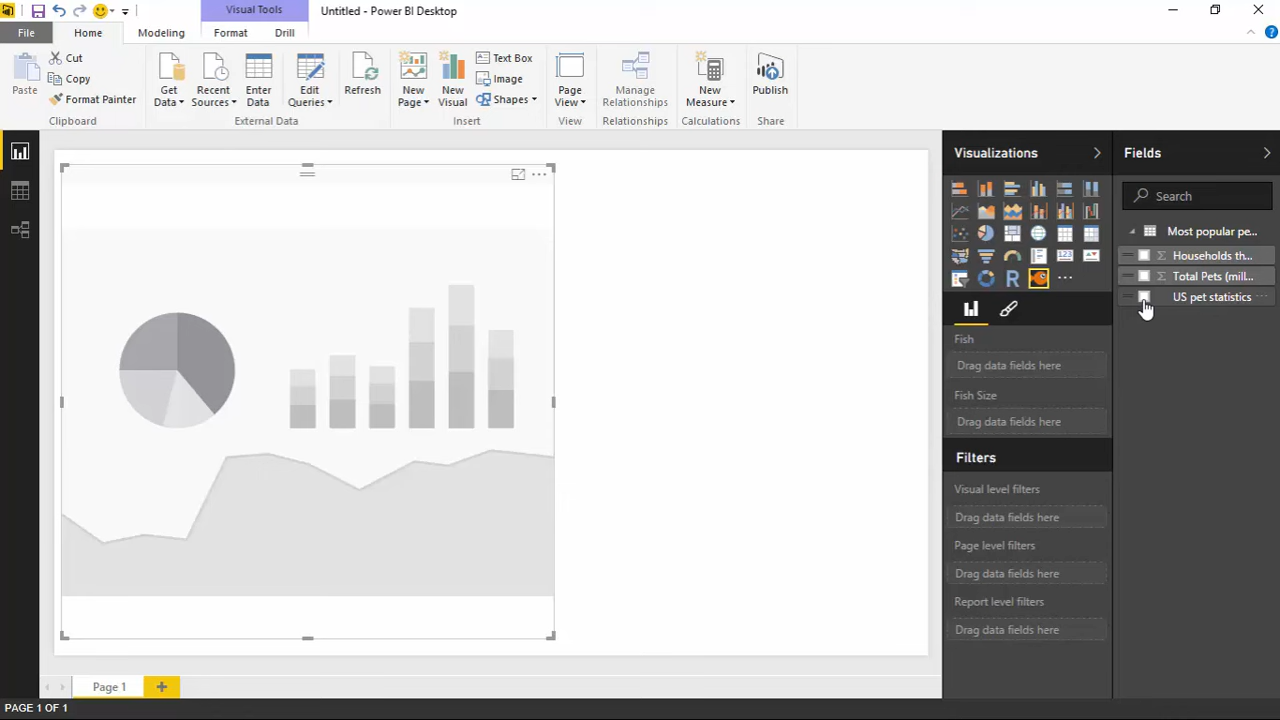 Visual Tools
Untitled - Power BI Desktop
File
Home
Modeling
Format
Drill
Paste
Cut
Copy
Format Painter
Clipboard
Get Data
Recent Sources
Enter Data
Edit Queries
Refresh
External Data
New Page
New Visual
Text Box
Image
Shapes
Insert
Page View
View
Manage Relationships
Relationships
New Measure
Calculations
Publish
Share
Visualizations
Fields
Search
Most popular pe...
Households th...
Total Pets (mill...
US pet statistics
R
123
Fish
Drag data fields here
Fish Size
Drag data fields here
Filters
Visual level filters
Drag data fields here
Page level filters
Drag data fields here
Report level filters
Drag data fields here
Page 1
PAGE 1 OF 1